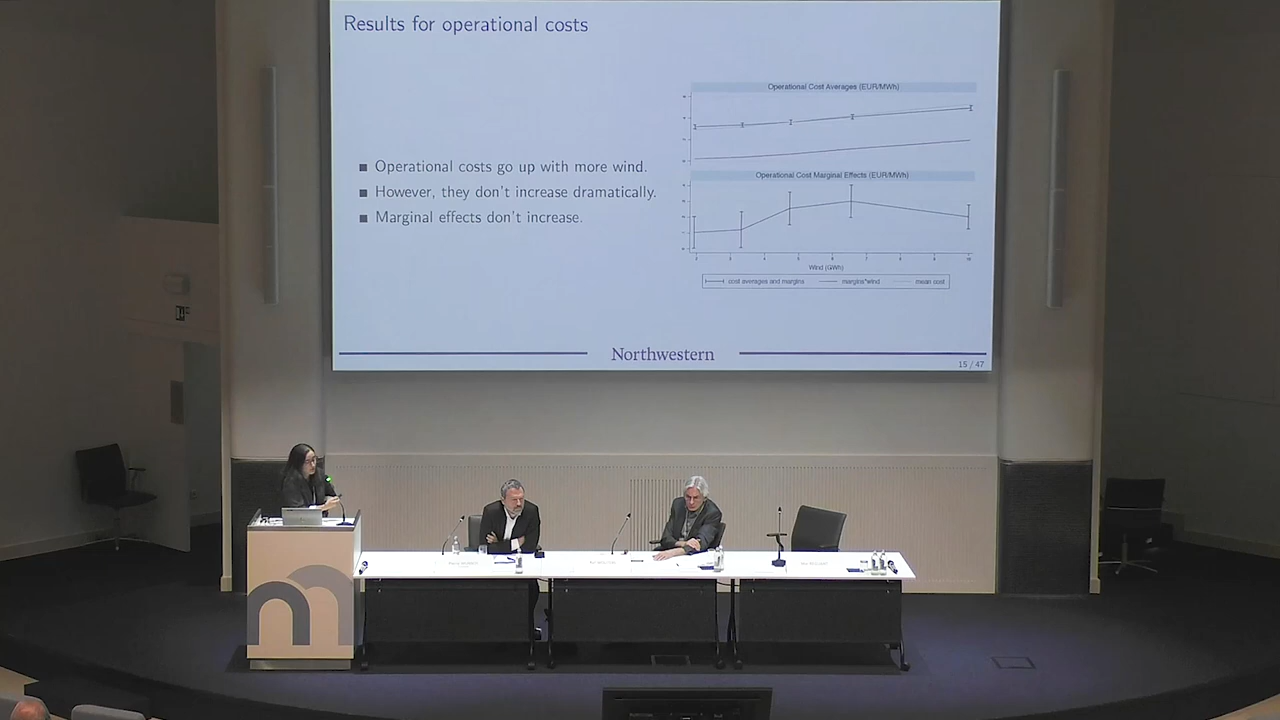 Results for operational costs
Operational costs go up with more wind.
However, they don't increase dramatically.
Marginal effects don't increase.
Operational Cost Averages (EUR/MWh)
Operational Cost Marginal Effects (EUR/MWh)
Wind (GWh)
cost averages and margins
margins*wind
mean cost
Northwestern
15 / 47